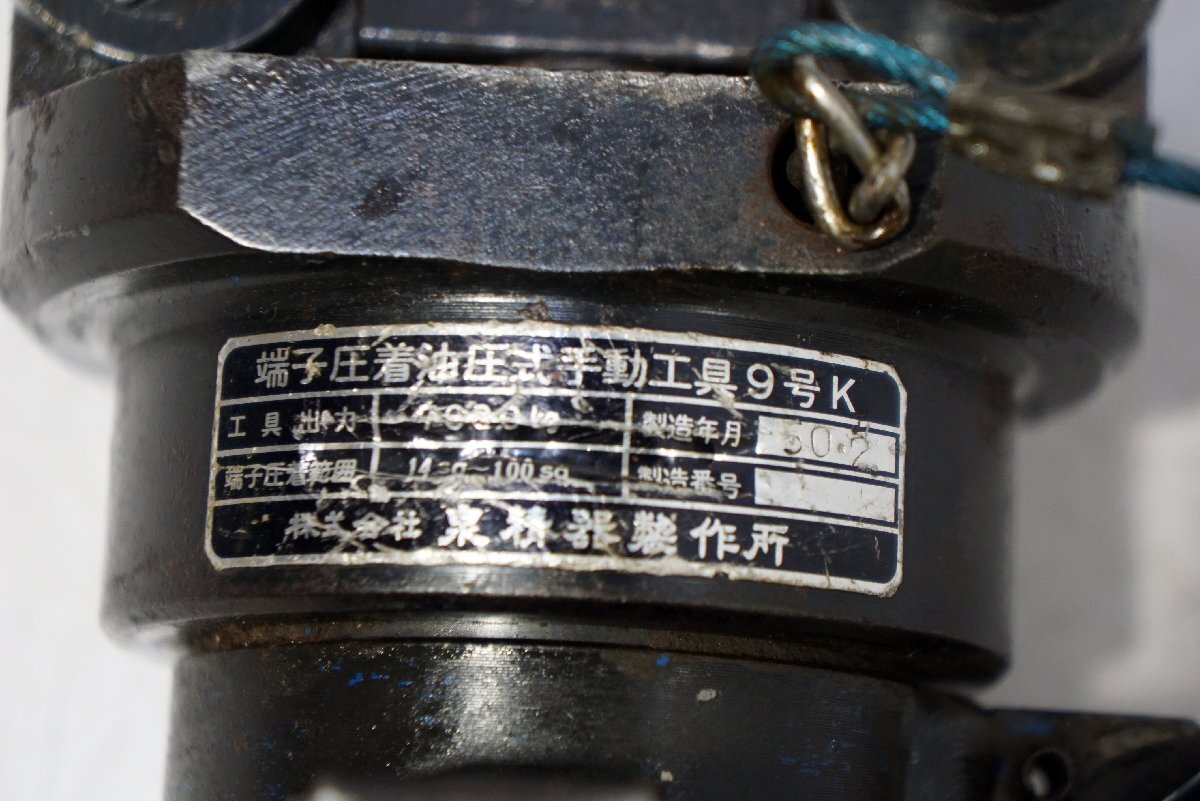 端子圧着油圧式手動工具9号K
工具出力 製造年月 50.2
端子圧着範囲 14sq～100sq 製造番号
株式会社 泉精器製作所